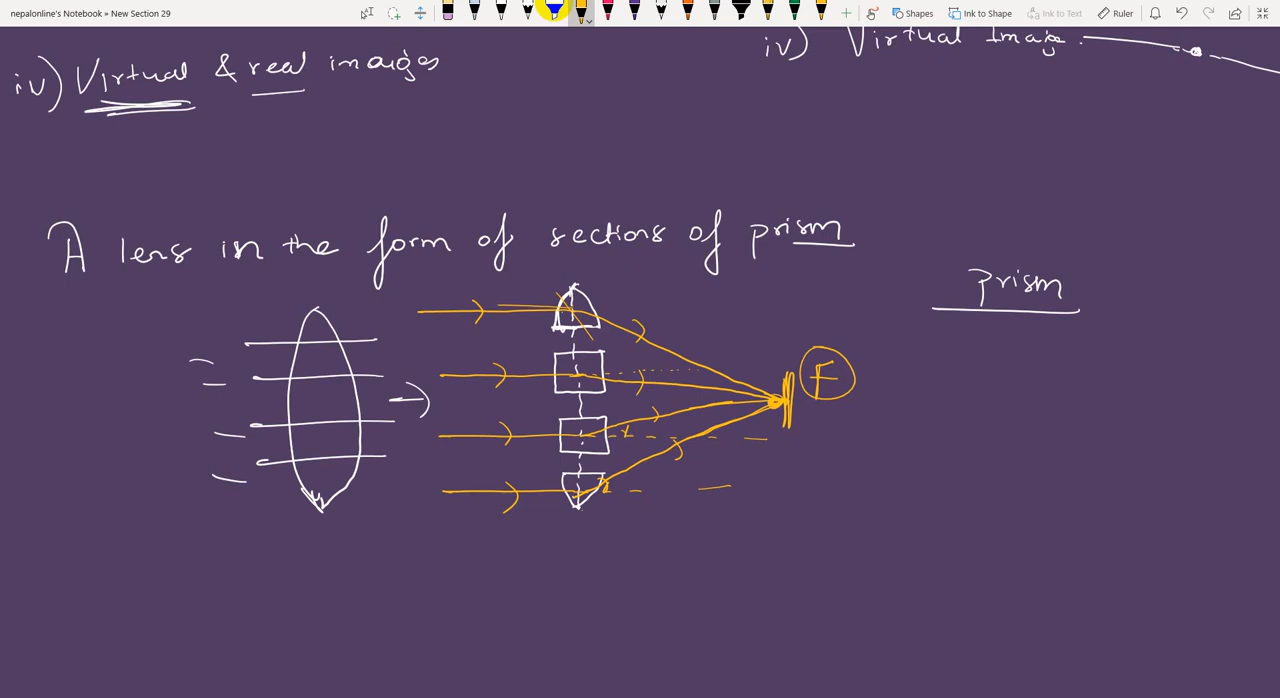 nepalonline's Notebook » New Section 29
Shapes
Ink to Shape
Ink to Text
Ruler
iv) Virtual & real images
iv) Virtual Image.
A lens in the form of sections of prism
Prism
F